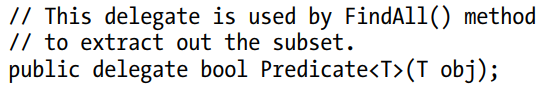 // This delegate is used by FindAll() method
// to extract out the subset.
public delegate bool Predicate<T>(T obj);